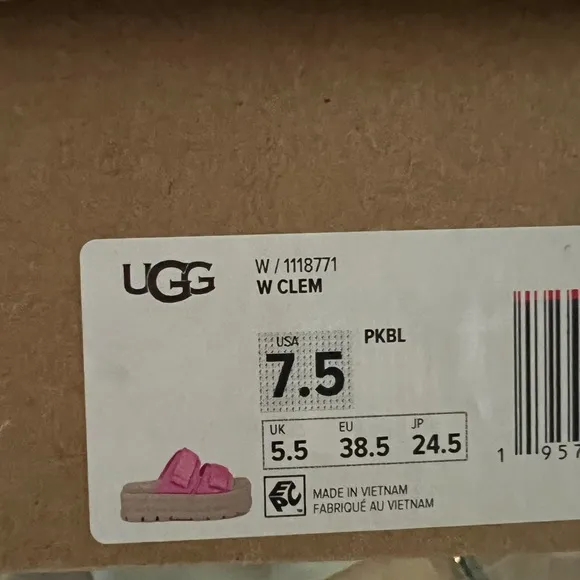 UGG
W / 1118771
W CLEM
USA
7.5
PKBL
UK EU JP
5.5 38.5 24.5
1 957
EPC
MADE IN VIETNAM
FABRIQUÉ AU VIETNAM